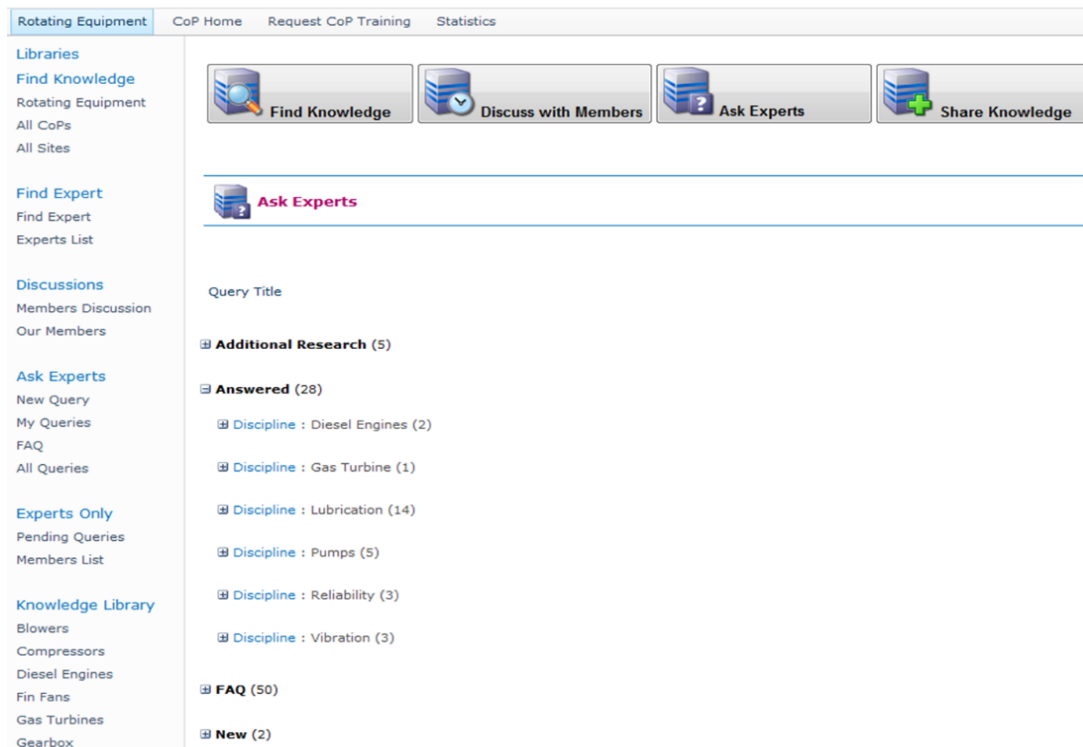 Rotating Equipment CoP Home Request CoP Training Statistics
Libraries
Find Knowledge
Rotating Equipment
All CoPs
All Sites
Find Expert
Find Expert
Experts List
Discussions
Members Discussion
Our Members
Ask Experts
New Query
My Queries
FAQ
All Queries
Experts Only
Pending Queries
Members List
Knowledge Library
Blowers
Compressors
Diesel Engines
Fin Fans
Gas Turbines
Gearbox
Find Knowledge Discuss with Members Ask Experts Share Knowledge
Ask Experts
Query Title
Additional Research (5)
Answered (28)
Discipline : Diesel Engines (2)
Discipline : Gas Turbine (1)
Discipline : Lubrication (14)
Discipline : Pumps (5)
Discipline : Reliability (3)
Discipline : Vibration (3)
FAQ (50)
New (2)